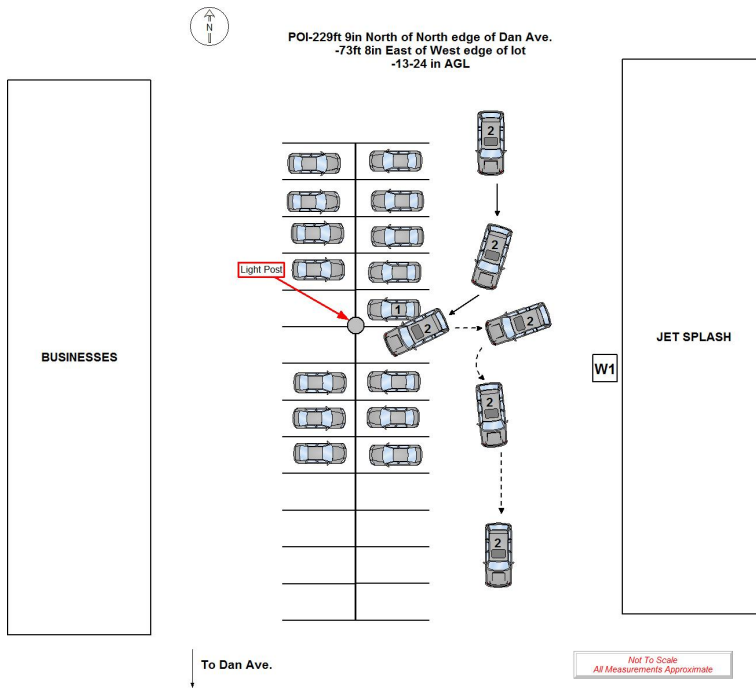 N
POI-229ft 9in North of North edge of Dan Ave.
-73ft 8in East of West edge of lot
-13-24 in AGL
2
2
Light Post
1
2
2
BUSINESSES
JET SPLASH
W1
2
2
To Dan Ave.
Not To Scale
All Measurements Approximate